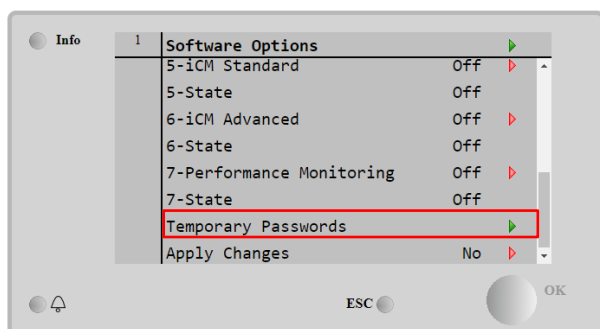 Info
1 Software Options
5-iCM Standard Off
5-State Off
6-iCM Advanced Off
6-State Off
7-Performance Monitoring Off
7-State Off
Temporary Passwords
Apply Changes No
ESC
OK